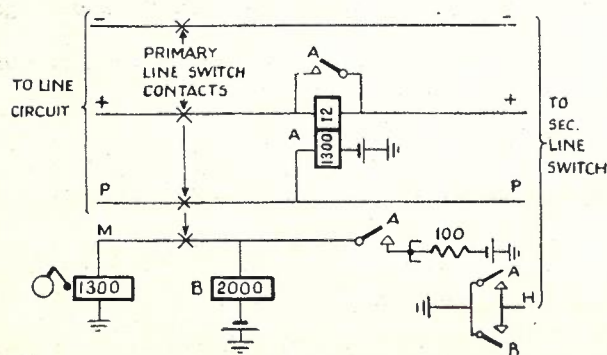 − −
PRIMARY
LINE SWITCH
CONTACTS
A
TO LINE
CIRCUIT
+ +
12
A
1300
TO
SEC.
LINE
SWITCH
P P
M
A
100
1300
B 2000
A
H
B